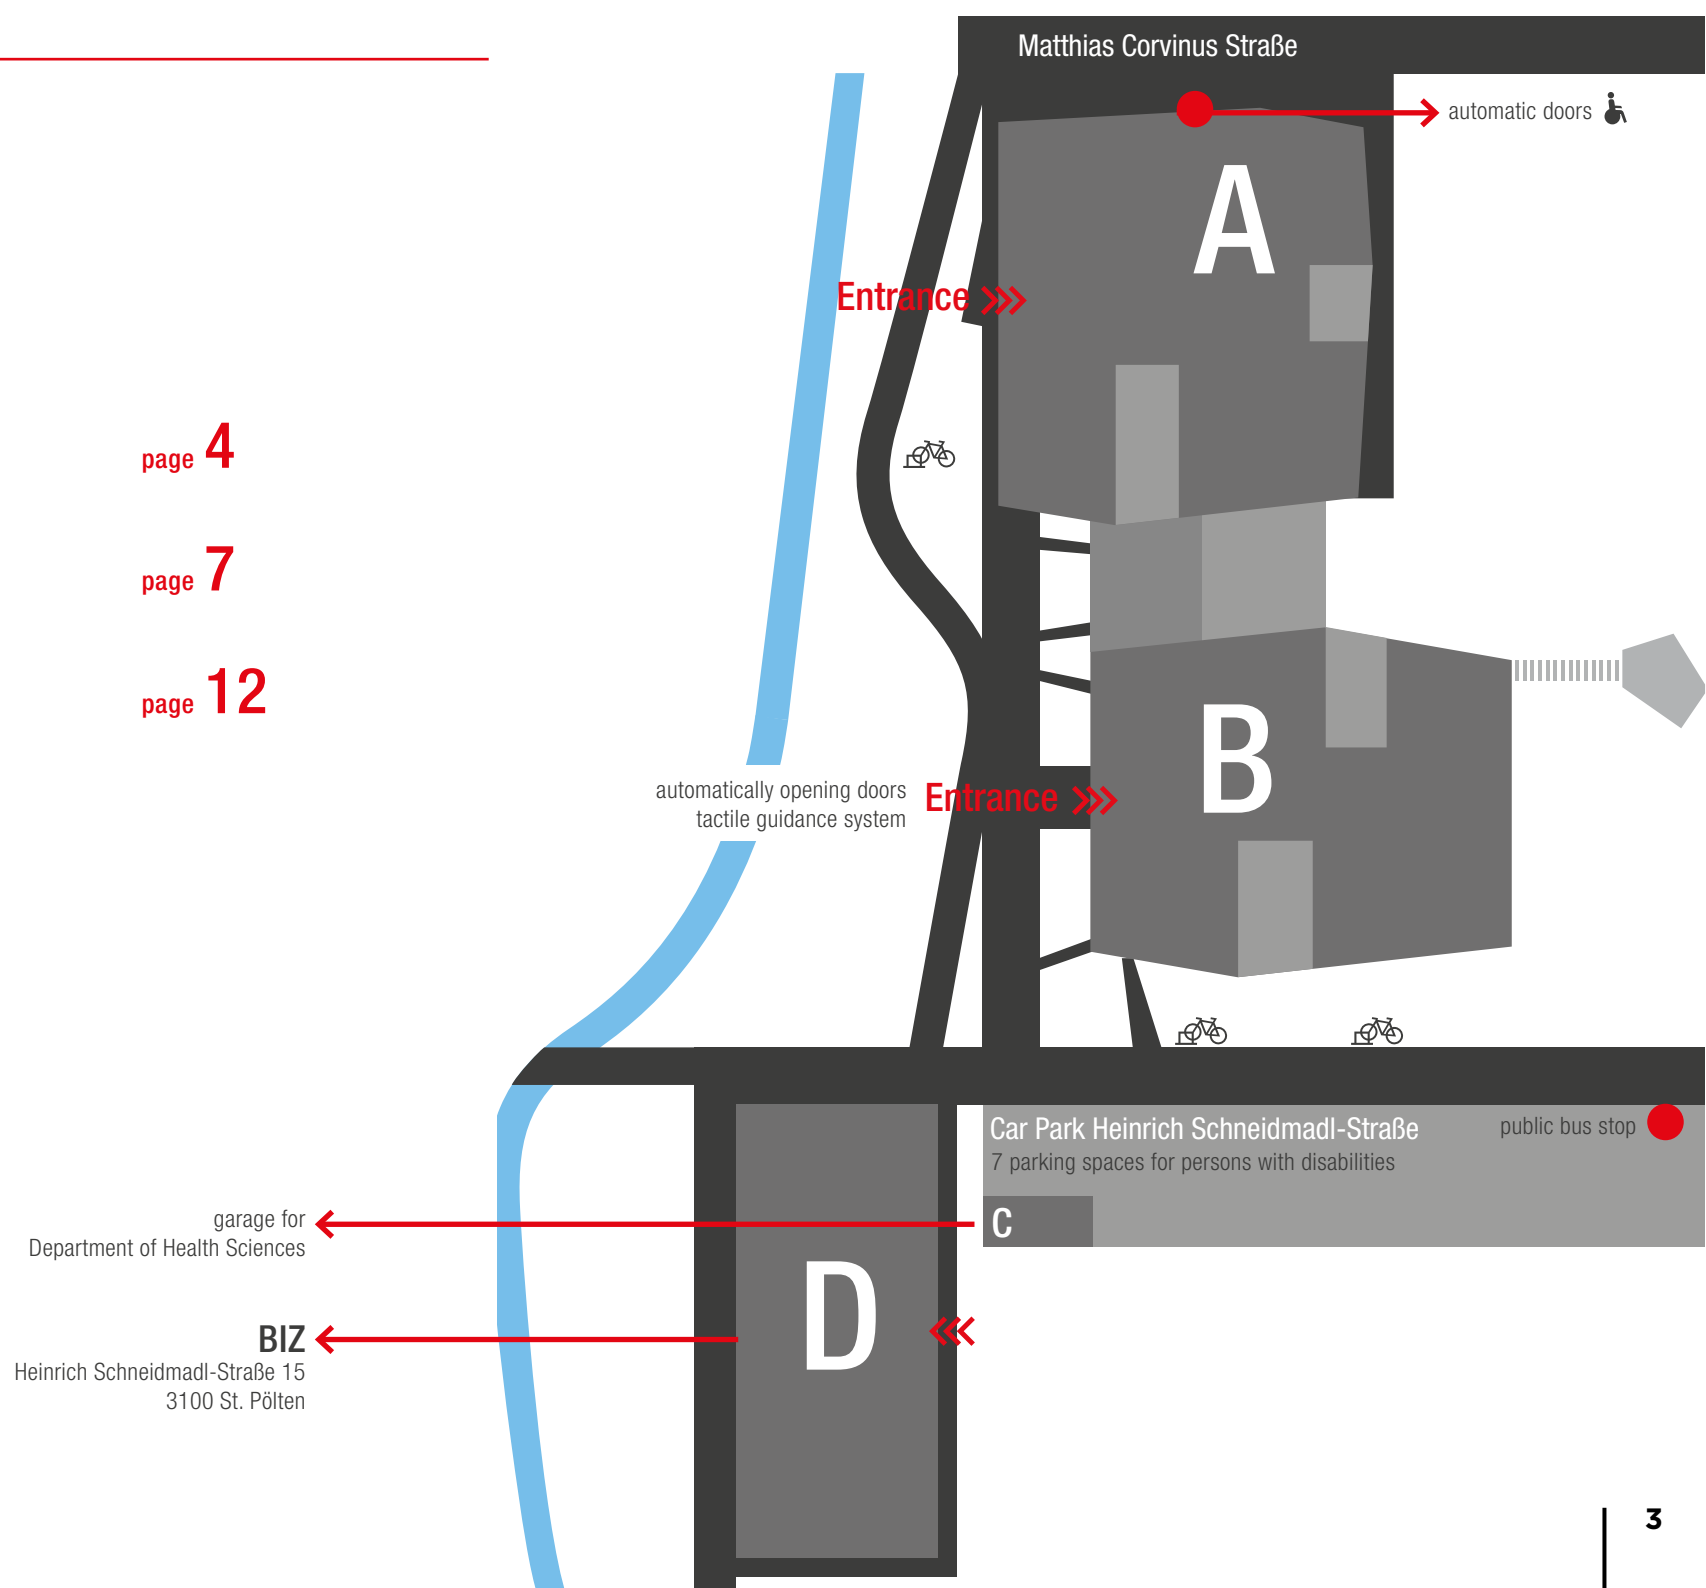 Matthias Corvinus Straße
automatic doors
A
Entrance
page 4
page 7
page 12
B
automatically opening doors
tactile guidance system
Entrance
Car Park Heinrich Schneidmadl-Straße
7 parking spaces for persons with disabilities
public bus stop
C
garage for
Department of Health Sciences
D
BIZ
Heinrich Schneidmadl-Straße 15
3100 St. Pölten
3